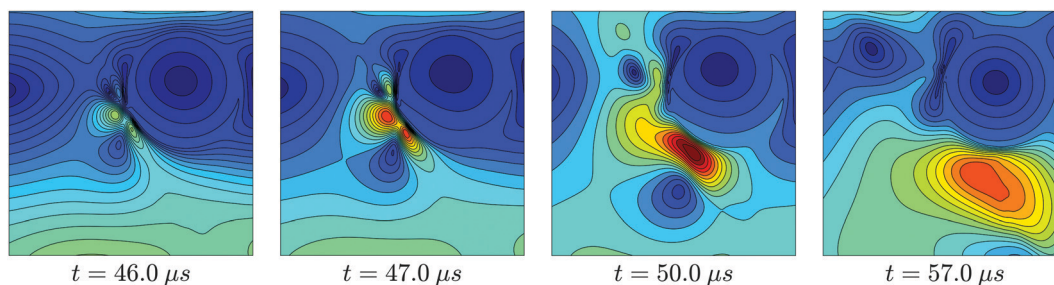 t = 46.0 μs
t = 47.0 μs
t = 50.0 μs
t = 57.0 μs